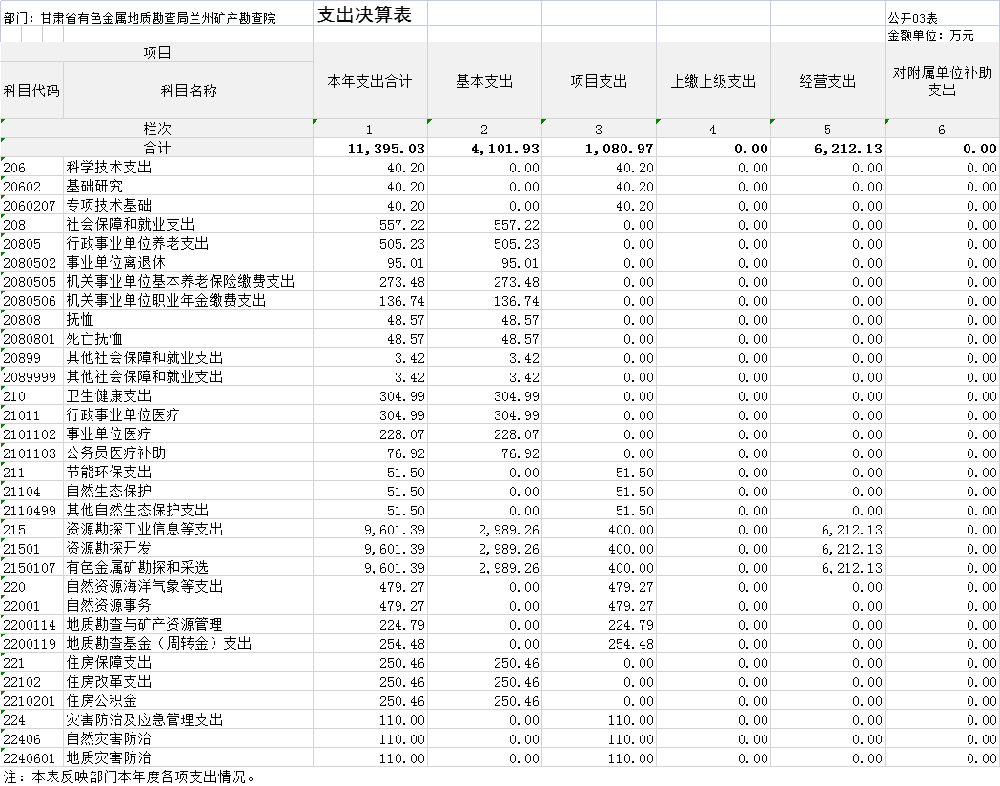 支出决算表
部门：甘肃省有色金属地质勘查局兰州矿产勘查院 公开03表
金额单位：万元
项目 本年支出合计 基本支出 项目支出 上缴上级支出 经营支出 对附属单位补助支出
科目代码 科目名称
栏次 1 2 3 4 5 6
合计 11,395.03 4,101.93 1,080.97 0.00 6,212.13 0.00
206 科学技术支出 40.20 0.00 40.20 0.00 0.00 0.00
20602 基础研究 40.20 0.00 40.20 0.00 0.00 0.00
2060207 专项技术基础 40.20 0.00 40.20 0.00 0.00 0.00
208 社会保障和就业支出 557.22 557.22 0.00 0.00 0.00 0.00
20805 行政事业单位养老支出 505.23 505.23 0.00 0.00 0.00 0.00
2080502 事业单位离退休 95.01 95.01 0.00 0.00 0.00 0.00
2080505 机关事业单位基本养老保险缴费支出 273.48 273.48 0.00 0.00 0.00 0.00
2080506 机关事业单位职业年金缴费支出 136.74 136.74 0.00 0.00 0.00 0.00
20808 抚恤 48.57 48.57 0.00 0.00 0.00 0.00
2080801 死亡抚恤 48.57 48.57 0.00 0.00 0.00 0.00
20899 其他社会保障和就业支出 3.42 3.42 0.00 0.00 0.00 0.00
2089999 其他社会保障和就业支出 3.42 3.42 0.00 0.00 0.00 0.00
210 卫生健康支出 304.99 304.99 0.00 0.00 0.00 0.00
21011 行政事业单位医疗 304.99 304.99 0.00 0.00 0.00 0.00
2101102 事业单位医疗 228.07 228.07 0.00 0.00 0.00 0.00
2101103 公务员医疗补助 76.92 76.92 0.00 0.00 0.00 0.00
211 节能环保支出 51.50 0.00 51.50 0.00 0.00 0.00
21104 自然生态保护 51.50 0.00 51.50 0.00 0.00 0.00
2110499 其他自然生态保护支出 51.50 0.00 51.50 0.00 0.00 0.00
215 资源勘探工业信息等支出 9,601.39 2,989.26 400.00 0.00 6,212.13 0.00
21501 资源勘探开发 9,601.39 2,989.26 400.00 0.00 6,212.13 0.00
2150107 有色金属矿勘探和采选 9,601.39 2,989.26 400.00 0.00 6,212.13 0.00
220 自然资源海洋气象等支出 479.27 0.00 479.27 0.00 0.00 0.00
22001 自然资源事务 479.27 0.00 479.27 0.00 0.00 0.00
2200114 地质勘查与矿产资源管理 224.79 0.00 224.79 0.00 0.00 0.00
2200119 地质勘查基金（周转金）支出 254.48 0.00 254.48 0.00 0.00 0.00
221 住房保障支出 250.46 250.46 0.00 0.00 0.00 0.00
22102 住房改革支出 250.46 250.46 0.00 0.00 0.00 0.00
2210201 住房公积金 250.46 250.46 0.00 0.00 0.00 0.00
224 灾害防治及应急管理支出 110.00 0.00 110.00 0.00 0.00 0.00
22406 自然灾害防治 110.00 0.00 110.00 0.00 0.00 0.00
2240601 地质灾害防治 110.00 0.00 110.00 0.00 0.00 0.00
注：本表反映部门本年度各项支出情况。